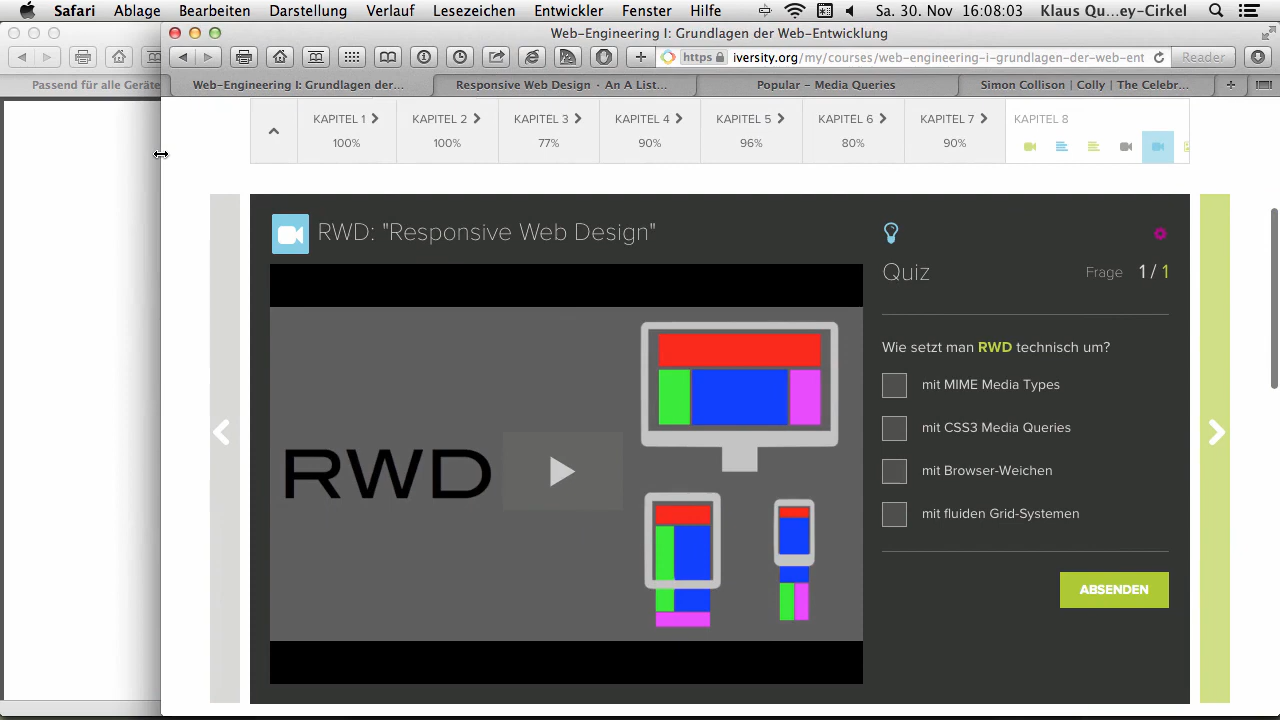 Safari Ablage Bearbeiten Darstellung Verlauf Lesezeichen Entwickler Fenster Hilfe Sa. 30. Nov 16:08:03 Klaus Qu...ey-Cirkel
Web-Engineering I: Grundlagen der Web-Entwicklung
https iversity.org/my/courses/web-engineering-i-grundlagen-der-web-ent Reader
Passend für alle Geräte
Web-Engineering I: Grundlagen der... Responsive Web Design · An A List... Popular – Media Queries Simon Collison | Colly | The Celebr...
KAPITEL 1 KAPITEL 2 KAPITEL 3 KAPITEL 4 KAPITEL 5 KAPITEL 6 KAPITEL 7 KAPITEL 8
100% 100% 77% 90% 96% 80% 90%
RWD: "Responsive Web Design"
Quiz Frage 1 / 1
Wie setzt man RWD technisch um?
mit MIME Media Types
mit CSS3 Media Queries
mit Browser-Weichen
mit fluiden Grid-Systemen
ABSENDEN
RWD